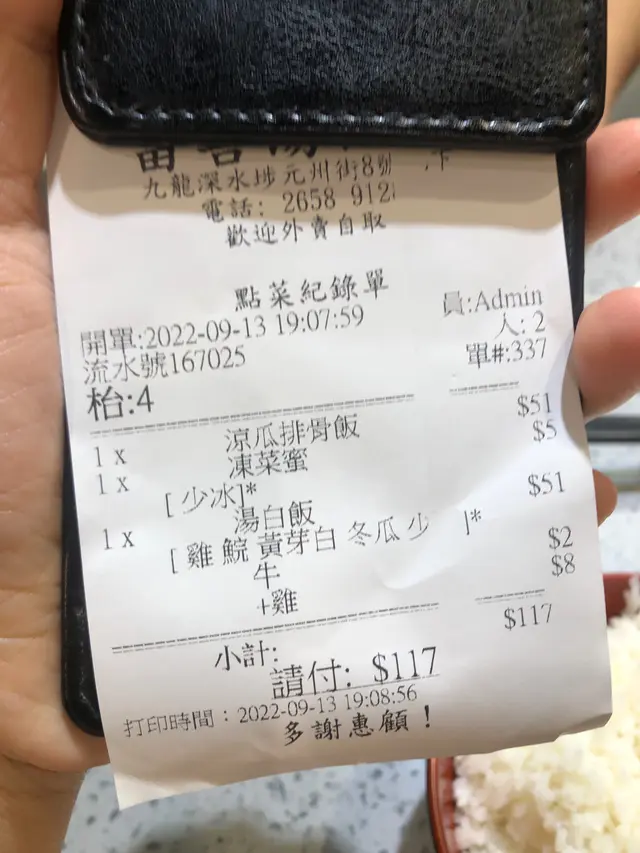 九龍深水埗元州街8號
電話: 2658 912
歡迎外賣自取
點菜紀錄單
開單:2022-09-13 19:07:59 員:Admin
人: 2
流水號167025 單#:337
枱:4
1 x 涼瓜排骨飯 $51
1 x 凍菜蜜 $5
[ 少冰]*
1 x 湯白飯 $51
[ 雞 鯇 黃芽白 冬瓜 少 ]*
牛 $2
+雞 $8
小計: $117
請付: $117
打印時間：2022-09-13 19:08:56
多謝惠顧！